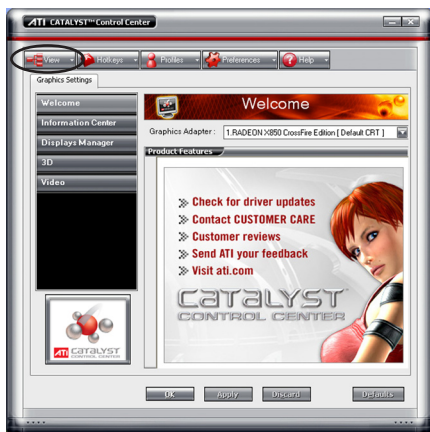 ATI CATALYST™ Control Center
View Hotkeys Profiles Preferences Help
Graphics Settings
Welcome
Information Center
Displays Manager
3D
Video
Welcome
Graphics Adapter : 1.RADEON X850 CrossFire Edition [ Default CRT ]
Product Features
Check for driver updates
Contact CUSTOMER CARE
Customer reviews
Send ATI your feedback
Visit ati.com
CATALYST
CONTROL CENTER
ATI CATALYST
CONTROL CENTER
OK Apply Discard Defaults